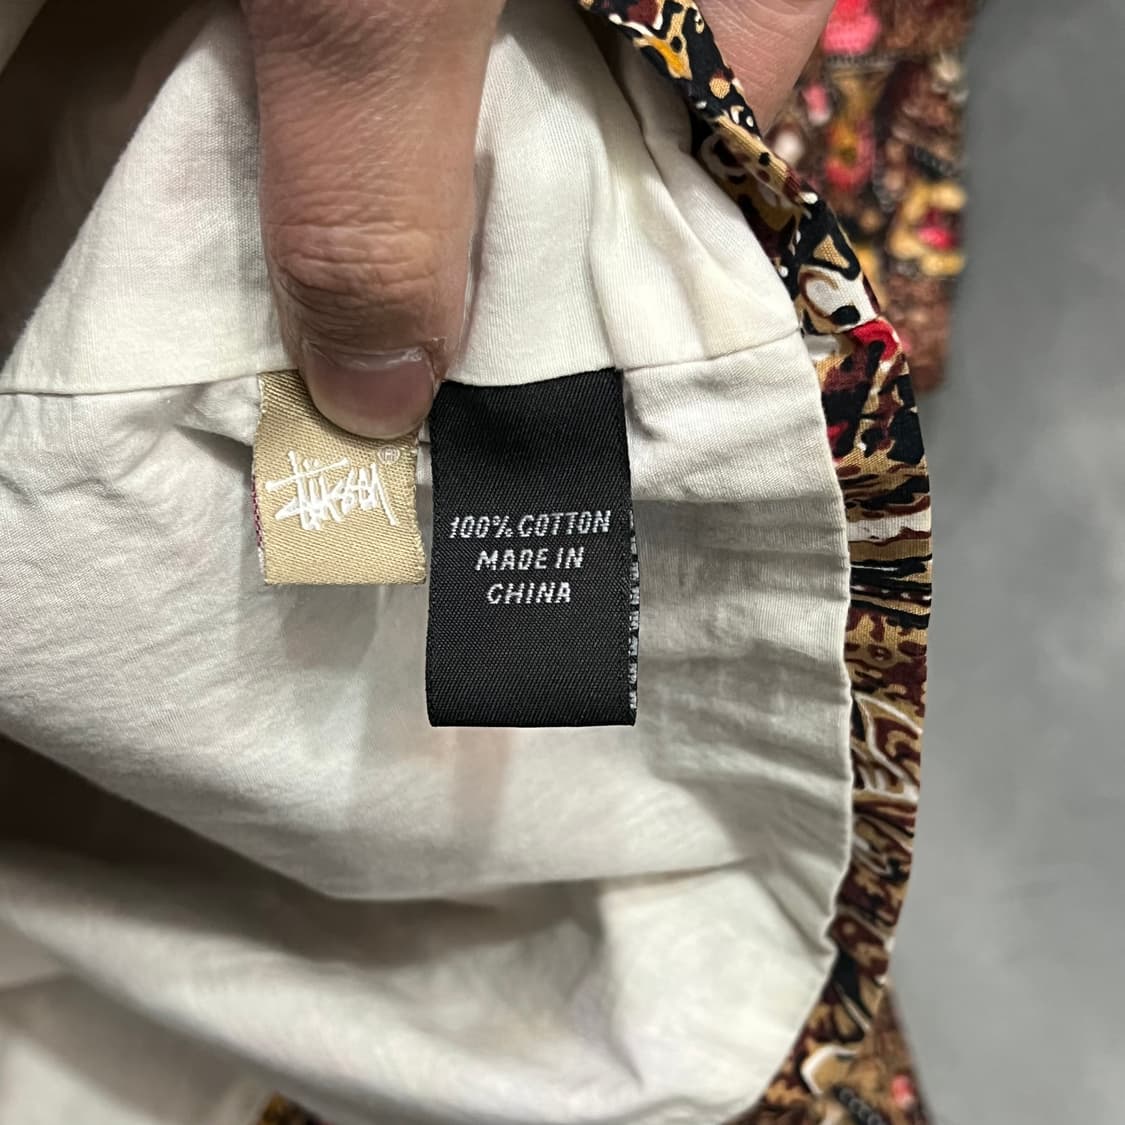 Stüssy ®
100% COTTON
MADE IN
CHINA